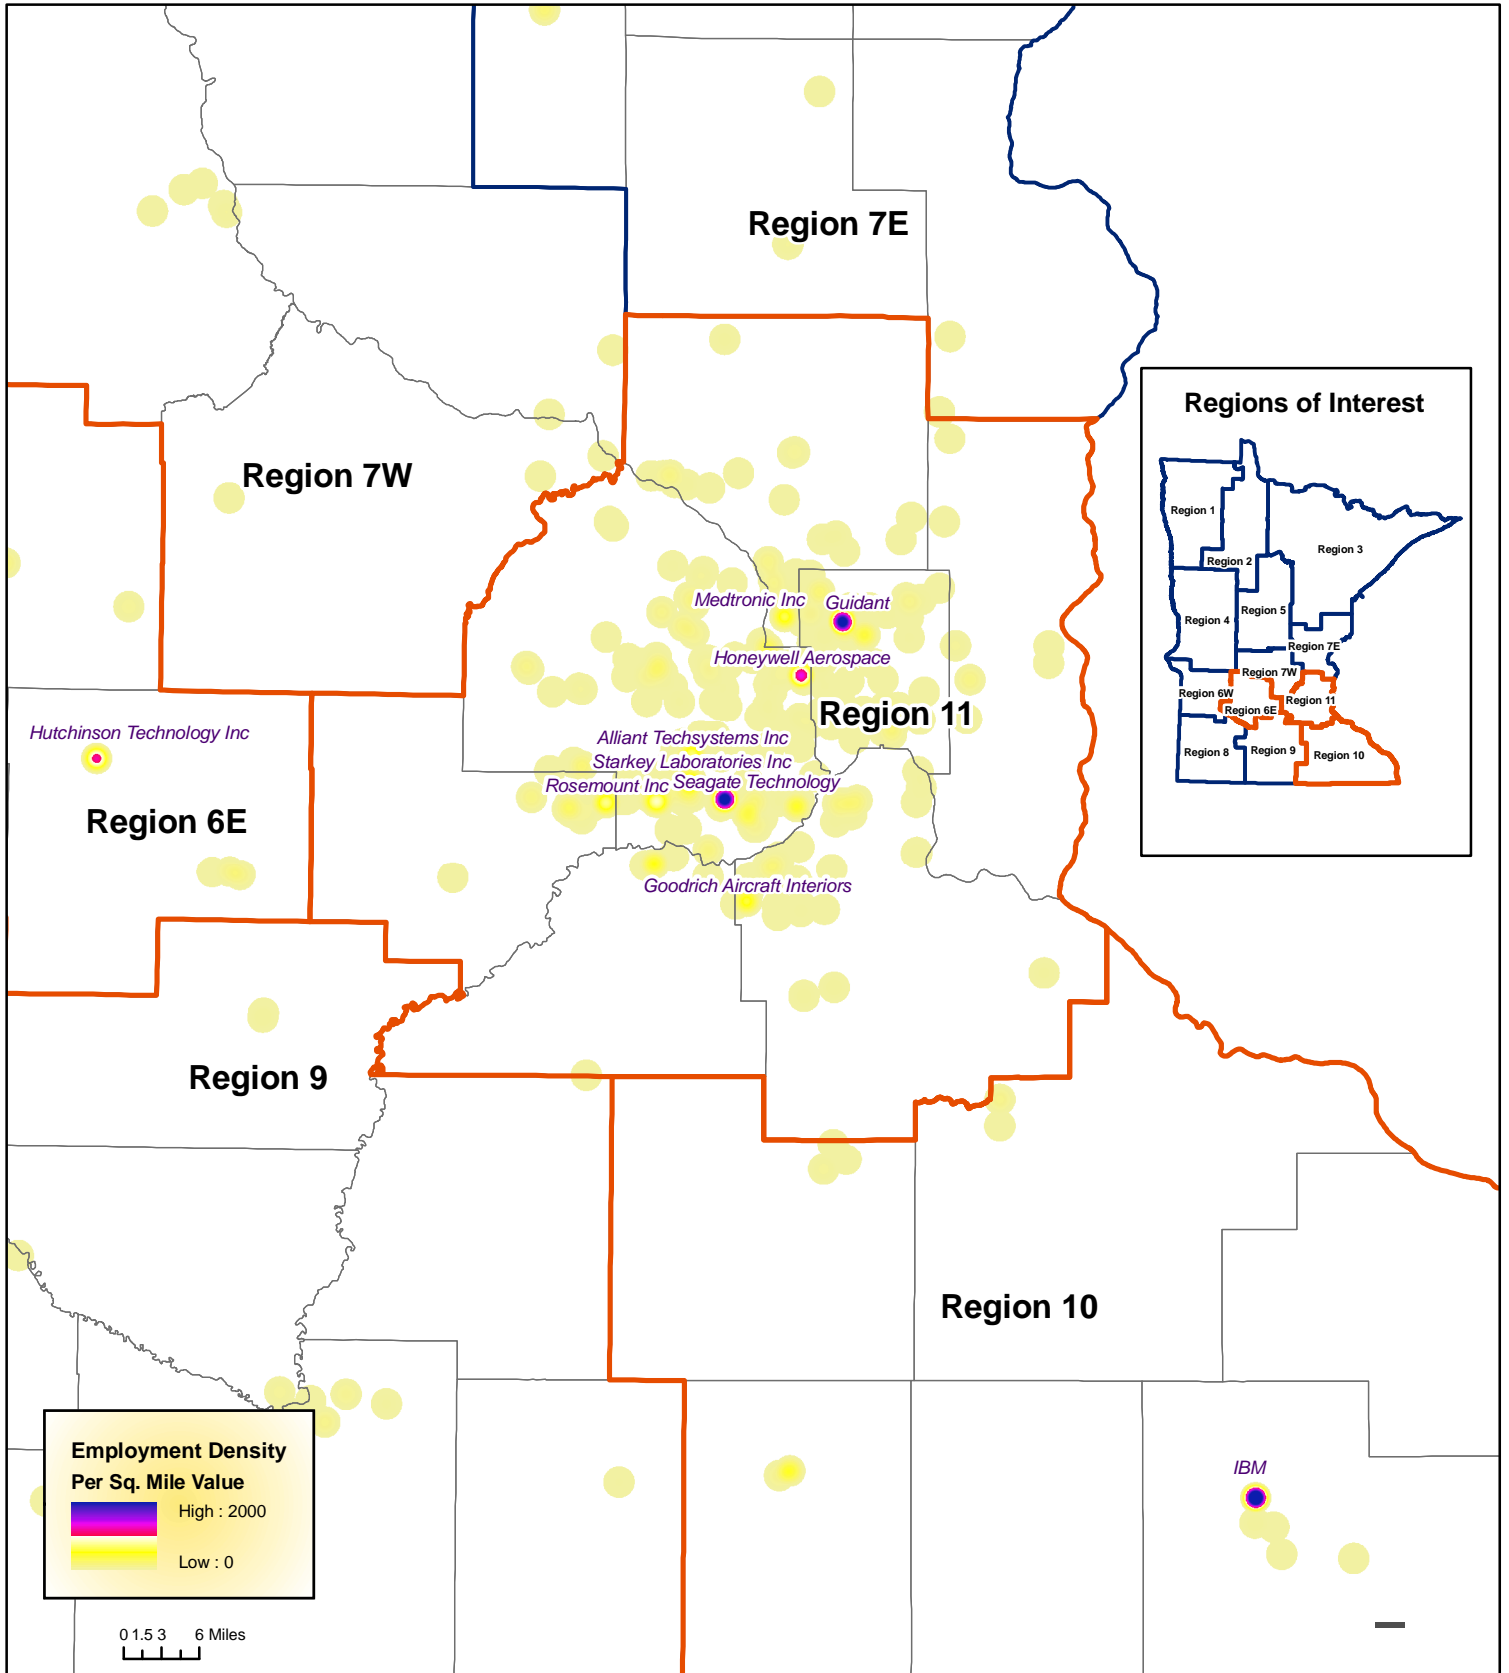 Region 7E
Regions of Interest
Region 1
Region 3
Region 2
Region 5
Region 4
Region 7E
Region 7W
Region 6W
Region 11
Region 6E
Region 8
Region 9
Region 10
Region 7W
Medtronic Inc
Guidant
Honeywell Aerospace
Region 11
Hutchinson Technology Inc
Alliant Techsystems Inc
Starkey Laboratories Inc
Rosemount Inc
Seagate Technology
Region 6E
Goodrich Aircraft Interiors
Region 9
Region 10
IBM
Employment Density
Per Sq. Mile Value
High : 2000
Low : 0
0 1.5 3 6 Miles